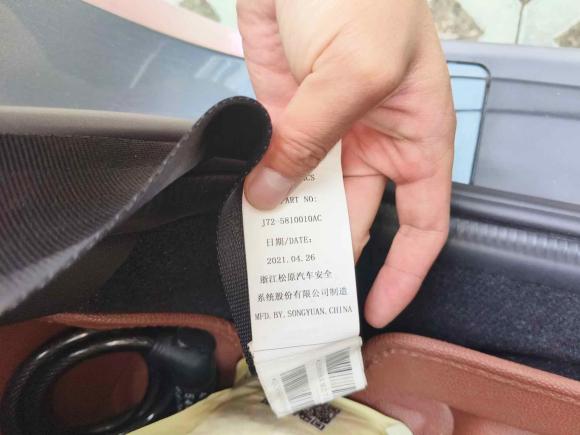 PART NO:
J72-5810010AC
日期/DATE:
2021.04.26
浙江松原汽车安全
系统股份有限公司制造
MFD.BY.SONGYUAN.CHINA